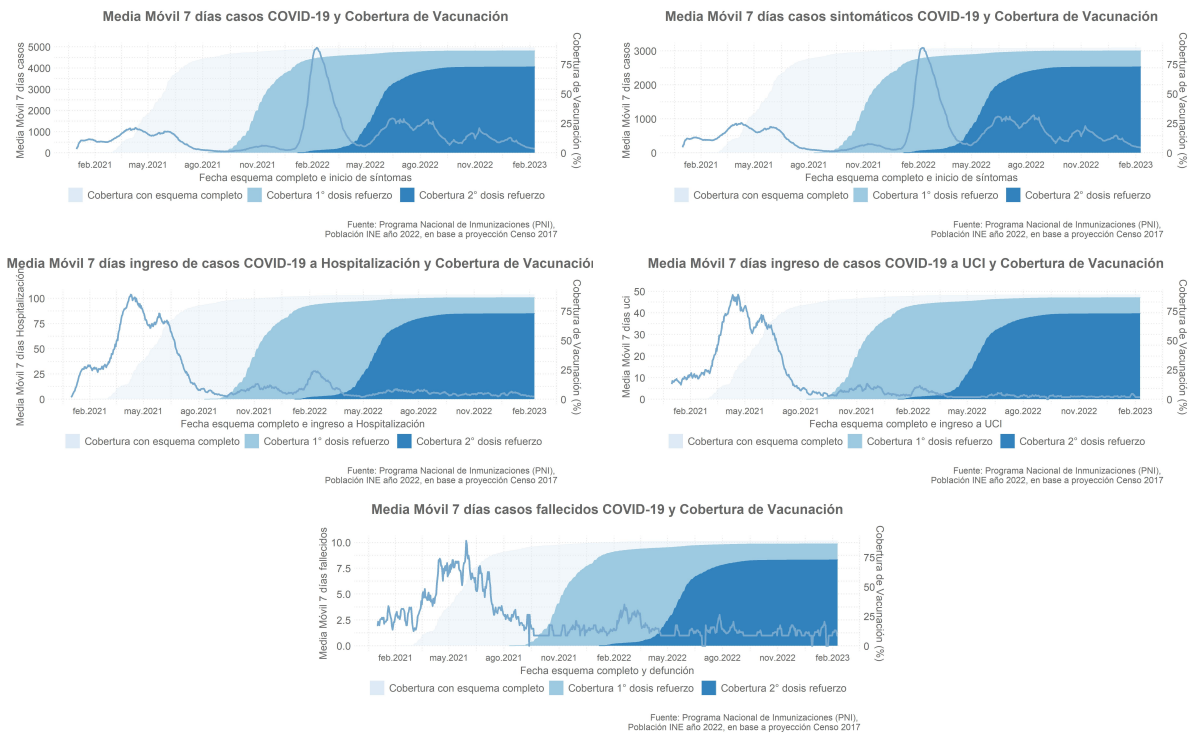 Media Móvil 7 días casos COVID-19 y Cobertura de Vacunación
Media Móvil 7 días casos
5000
4000
3000
2000
1000
0
Cobertura de Vacunación (%)
75
50
25
0
feb.2021 may.2021 ago.2021 nov.2021 feb.2022 may.2022 ago.2022 nov.2022 feb.2023
Fecha esquema completo e inicio de síntomas
Cobertura con esquema completo Cobertura 1° dosis refuerzo Cobertura 2° dosis refuerzo
Fuente: Programa Nacional de Inmunizaciones (PNI),
Población INE año 2022, en base a proyección Censo 2017
Media Móvil 7 días casos sintomáticos COVID-19 y Cobertura de Vacunación
Media Móvil 7 días casos
3000
2000
1000
0
Cobertura de Vacunación (%)
75
50
25
0
feb.2021 may.2021 ago.2021 nov.2021 feb.2022 may.2022 ago.2022 nov.2022 feb.2023
Fecha esquema completo e inicio de síntomas
Cobertura con esquema completo Cobertura 1° dosis refuerzo Cobertura 2° dosis refuerzo
Fuente: Programa Nacional de Inmunizaciones (PNI),
Población INE año 2022, en base a proyección Censo 2017
Media Móvil 7 días ingreso de casos COVID-19 a Hospitalización y Cobertura de Vacunación
Media Móvil 7 días Hospitalización
100
75
50
25
0
Cobertura de Vacunación (%)
75
50
25
0
feb.2021 may.2021 ago.2021 nov.2021 feb.2022 may.2022 ago.2022 nov.2022 feb.2023
Fecha esquema completo e ingreso a Hospitalización
Cobertura con esquema completo Cobertura 1° dosis refuerzo Cobertura 2° dosis refuerzo
Fuente: Programa Nacional de Inmunizaciones (PNI),
Población INE año 2022, en base a proyección Censo 2017
Media Móvil 7 días ingreso de casos COVID-19 a UCI y Cobertura de Vacunación
Media Móvil 7 días uci
50
40
30
20
10
0
Cobertura de Vacunación (%)
75
50
25
0
feb.2021 may.2021 ago.2021 nov.2021 feb.2022 may.2022 ago.2022 nov.2022 feb.2023
Fecha esquema completo e ingreso a UCI
Cobertura con esquema completo Cobertura 1° dosis refuerzo Cobertura 2° dosis refuerzo
Fuente: Programa Nacional de Inmunizaciones (PNI),
Población INE año 2022, en base a proyección Censo 2017
Media Móvil 7 días casos fallecidos COVID-19 y Cobertura de Vacunación
Media Móvil 7 días fallecidos
10.0
7.5
5.0
2.5
0.0
Cobertura de Vacunación (%)
75
50
25
0
feb.2021 may.2021 ago.2021 nov.2021 feb.2022 may.2022 ago.2022 nov.2022 feb.2023
Fecha esquema completo y defunción
Cobertura con esquema completo Cobertura 1° dosis refuerzo Cobertura 2° dosis refuerzo
Fuente: Programa Nacional de Inmunizaciones (PNI),
Población INE año 2022, en base a proyección Censo 2017